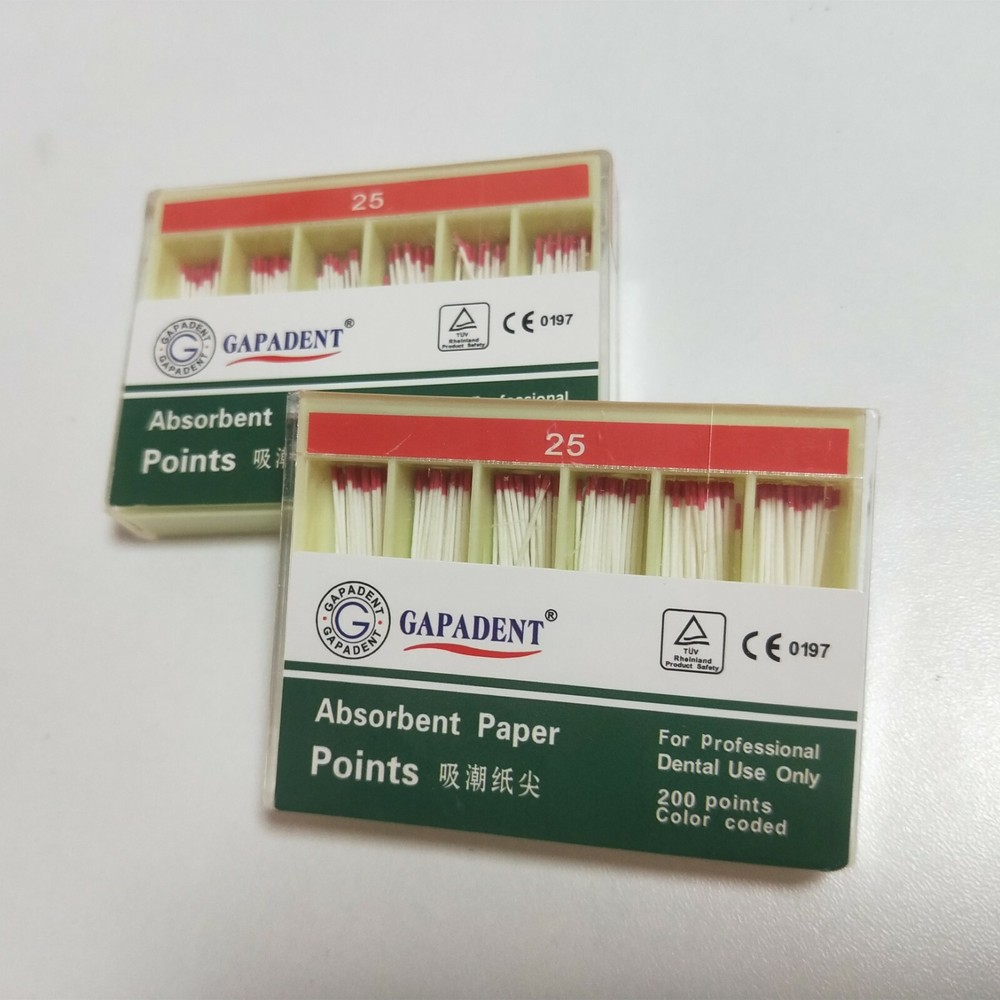 25
GAPADENT
GAPADENT
G
GAPADENT®
TÜV
Rheinland
Product Safety
CE 0197
Absorbent
Points 吸
25
GAPADENT
GAPADENT
G
GAPADENT®
TÜV
Rheinland
Product Safety
CE 0197
Absorbent Paper
Points 吸潮纸尖
For Professional
Dental Use Only
200 points
Color coded